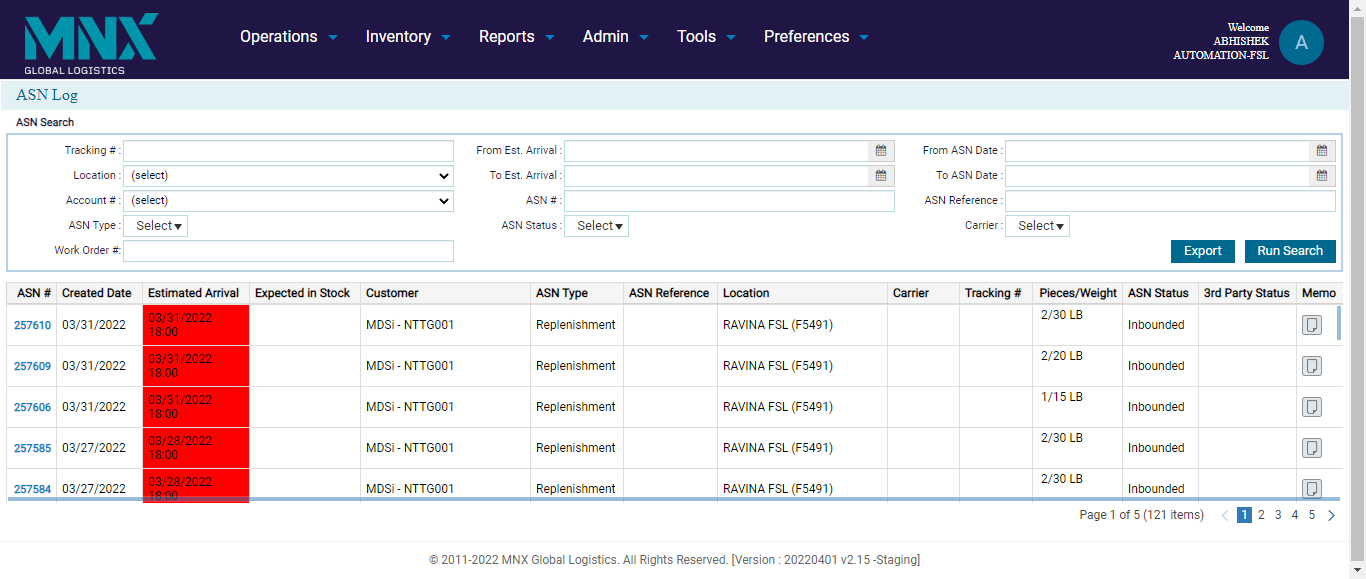 MNX
GLOBAL LOGISTICS
Operations Inventory Reports Admin Tools Preferences
Welcome
ABHISHEK
AUTOMATION-FSL
A
ASN Log
ASN Search
Tracking # : From Est. Arrival : From ASN Date :
Location : (select) To Est. Arrival : To ASN Date :
Account # : (select) ASN # : ASN Reference :
ASN Type : Select ASN Status : Select Carrier : Select
Work Order #: Export Run Search
ASN # Created Date Estimated Arrival Expected in Stock Customer ASN Type ASN Reference Location Carrier Tracking # Pieces/Weight ASN Status 3rd Party Status Memo
257610 03/31/2022 03/31/2022 18:00 MDSi - NTTG001 Replenishment RAVINA FSL (F5491) 2/30 LB Inbounded
257609 03/31/2022 03/31/2022 18:00 MDSi - NTTG001 Replenishment RAVINA FSL (F5491) 2/20 LB Inbounded
257606 03/31/2022 03/31/2022 18:00 MDSi - NTTG001 Replenishment RAVINA FSL (F5491) 1/15 LB Inbounded
257585 03/27/2022 03/28/2022 18:00 MDSi - NTTG001 Replenishment RAVINA FSL (F5491) 2/30 LB Inbounded
257584 03/27/2022 03/28/2022 18:00 MDSi - NTTG001 Replenishment RAVINA FSL (F5491) 2/30 LB Inbounded
Page 1 of 5 (121 items) 1 2 3 4 5
© 2011-2022 MNX Global Logistics. All Rights Reserved. [Version : 20220401 v2.15 -Staging]